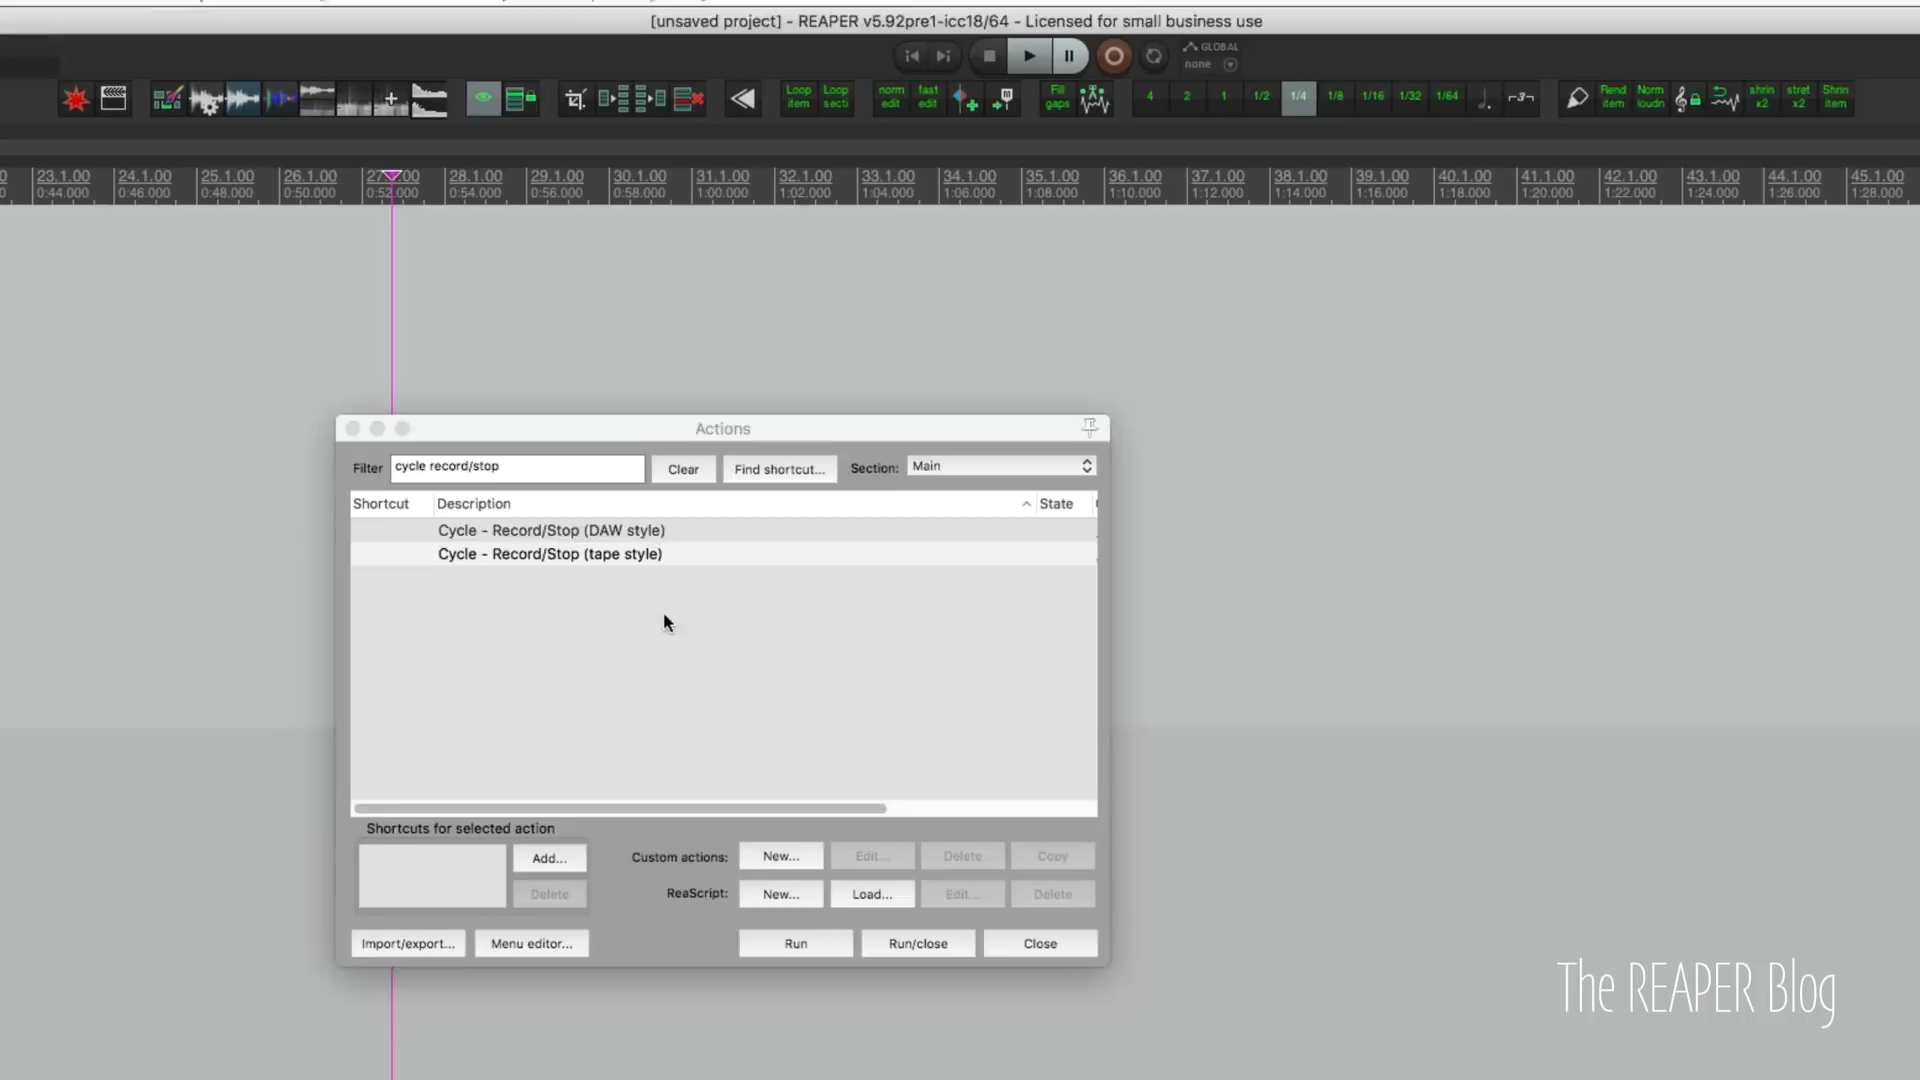 [unsaved project] - REAPER v5.92pre1-icc18/64 - Licensed for small business use
GLOBAL
none
Loop item
Loop secti
norm edit
fast edit
Fill gaps
4 2 1 1/2 1/4 1/8 1/16 1/32 1/64
-3-
Rend item
Norm loudn
shrin x2
stret x2
Shrin item
23.1.00 24.1.00 25.1.00 26.1.00 28.1.00 29.1.00 30.1.00 31.1.00 32.1.00 33.1.00 34.1.00 35.1.00 36.1.00 37.1.00 38.1.00 39.1.00 40.1.00 41.1.00 42.1.00 43.1.00 44.1.00 45.1.00
0:44.000 0:46.000 0:48.000 0:50.000 0:54.000 0:56.000 0:58.000 1:00.000 1:02.000 1:04.000 1:06.000 1:08.000 1:10.000 1:12.000 1:14.000 1:16.000 1:18.000 1:20.000 1:22.000 1:24.000 1:26.000 1:28.000
Actions
Filter cycle record/stop Clear Find shortcut... Section: Main
Shortcut Description State
Cycle - Record/Stop (DAW style)
Cycle - Record/Stop (tape style)
Shortcuts for selected action
Add...
Delete
Custom actions: New... Edit... Delete Copy
ReaScript: New... Load... Edit... Delete
Import/export... Menu editor... Run Run/close Close
The REAPER Blog